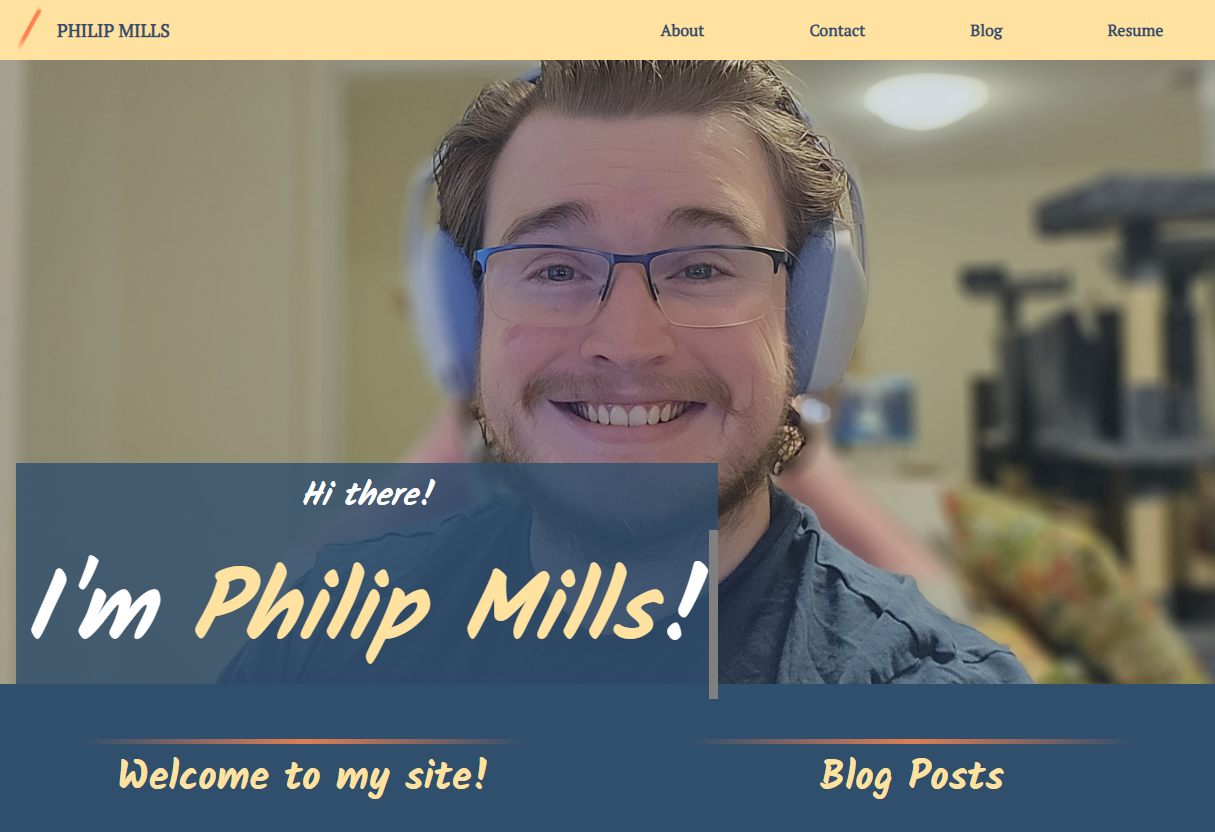 PHILIP MILLS About Contact Blog Resume
Hi there!
I'm Philip Mills!
Welcome to my site!
Blog Posts